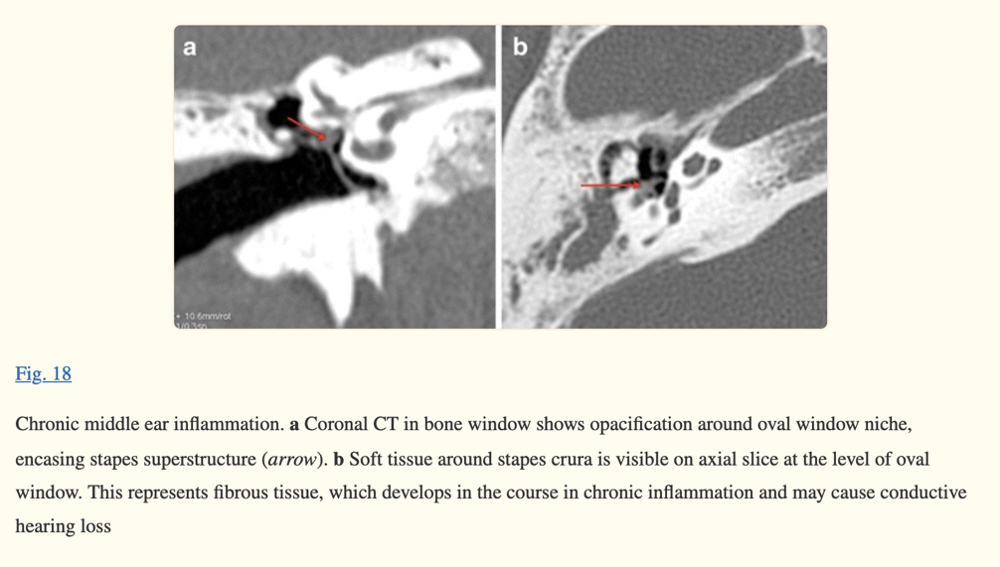 a
b
+ 10.6mm/rot
1/0.3sp
Fig. 18
Chronic middle ear inflammation. a Coronal CT in bone window shows opacification around oval window niche,
encasing stapes superstructure (arrow). b Soft tissue around stapes crura is visible on axial slice at the level of oval
window. This represents fibrous tissue, which develops in the course in chronic inflammation and may cause conductive
hearing loss